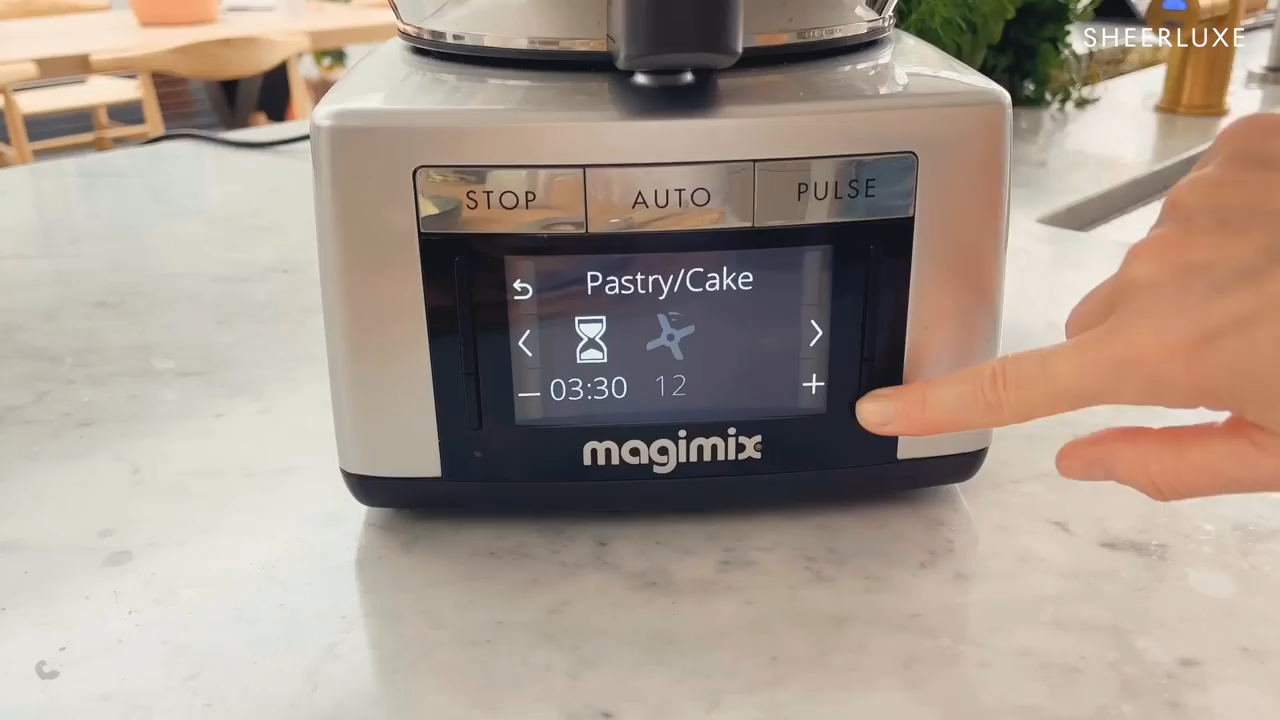 SHEERLUXE
STOP AUTO PULSE
Pastry/Cake
03:30 12
magimix